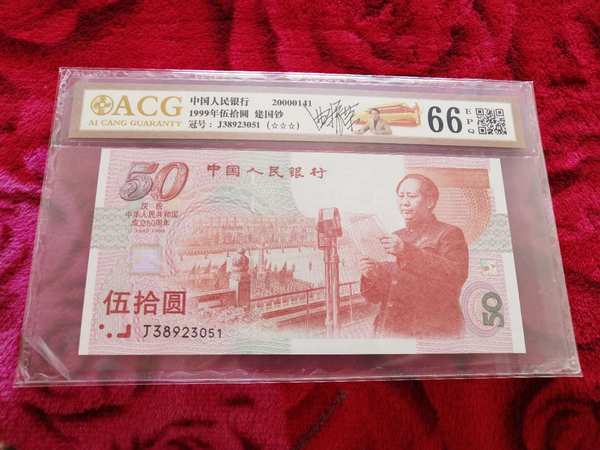 ACG
AI CANG GUARANTY
中国人民银行 20000141
1999年伍拾圆 建国钞
冠号：J38923051 (☆☆☆)
66
EPQ
50
中国人民银行
庆祝
中华人民共和国
成立50周年
1949-1999
伍拾圆
J38923051
50